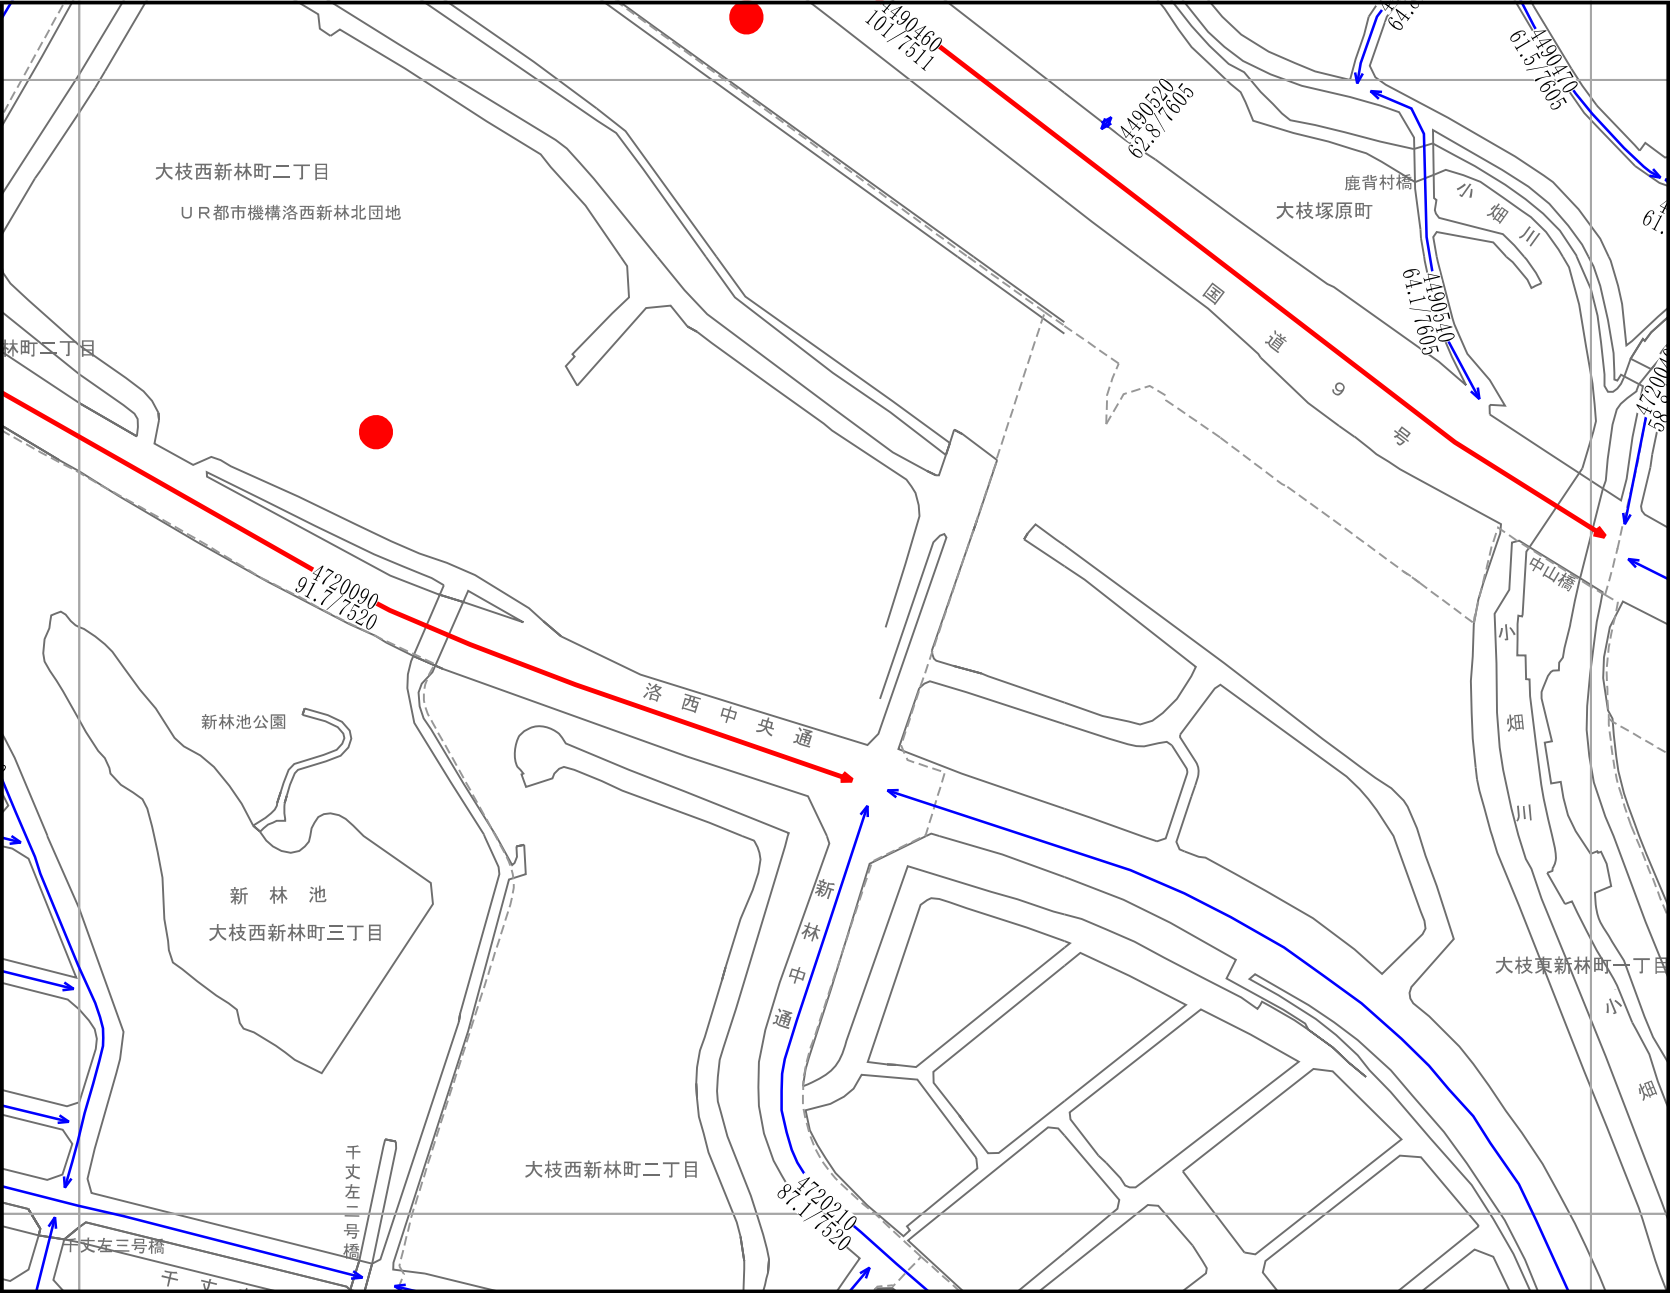 4490460
101/7511
4490470
61.5/7605
4490520
62.8/7605
大枝西新林町二丁目
UR都市機構洛西新林北団地
鹿背村橋
大枝塚原町
小畑川
国道9号
4490540
64.1/7605
林町二丁目
4720090
91.7/7520
中山橋
洛西中央通
新林池公園
小畑川
新林池
大枝西新林町三丁目
新林中通
大枝東新林町一丁目
小畑
千丈左二号橋
大枝西新林町二丁目
4720210
87.1/7520
千丈左三号橋
千丈